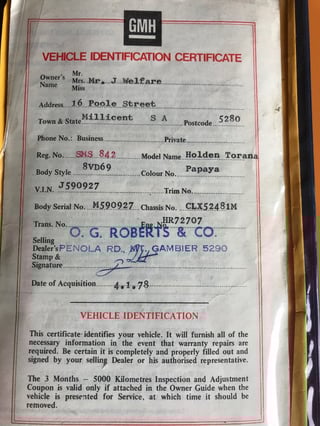 GMH
VEHICLE IDENTIFICATION CERTIFICATE
Mr.
Owner's Mrs. Mr. J Welfare
Name Miss
Address 16 Poole Street
Town & State Millicent S A Postcode 5280
Phone No.: Business Private
Reg. No. SMS 842 Model Name Holden Torana
Body Style 8VD69 Colour No. Papaya
V.I.N. J590927 Trim No.
Body Serial No. M590927 Chassis No. CLX52481M
Trans. No. Eng. No. HR72707
O. G. ROBERTS & CO.
Selling
Dealer's PENOLA RD., MT. GAMBIER 5290
Stamp &
Signature
Date of Acquisition 4.1.78
VEHICLE IDENTIFICATION
This certificate identifies your vehicle. It will furnish all of the
necessary information in the event that warranty repairs are
required. Be certain it is completely and properly filled out and
signed by your selling Dealer or his authorised representative.
The 3 Months – 5000 Kilometres Inspection and Adjustment
Coupon is valid only if attached in the Owner Guide when the
vehicle is presented for Service, at which time it should be
removed.